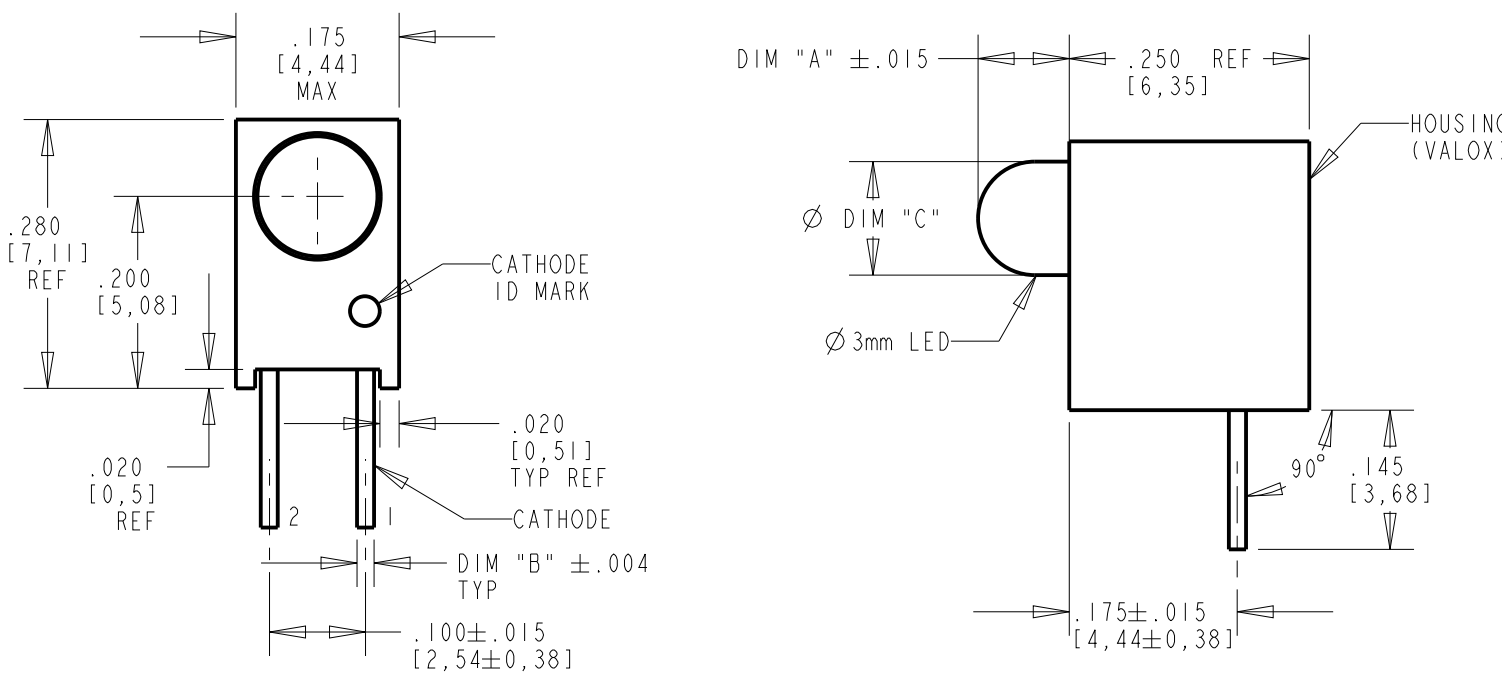 .175
[4,44]
MAX
.280
[7,11]
REF
.200
[5,08]
CATHODE
ID MARK
.020
[0,5]
REF
.020
[0,51]
TYP REF
2
1
CATHODE
DIM "B" ±.004
TYP
.100±.015
[2,54±0,38]
DIM "A" ±.015
.250 REF
[6,35]
HOUSING
(VALOX)
Ø DIM "C"
Ø 3mm LED
90°
.145
[3,68]
.175±.015
[4,44±0,38]